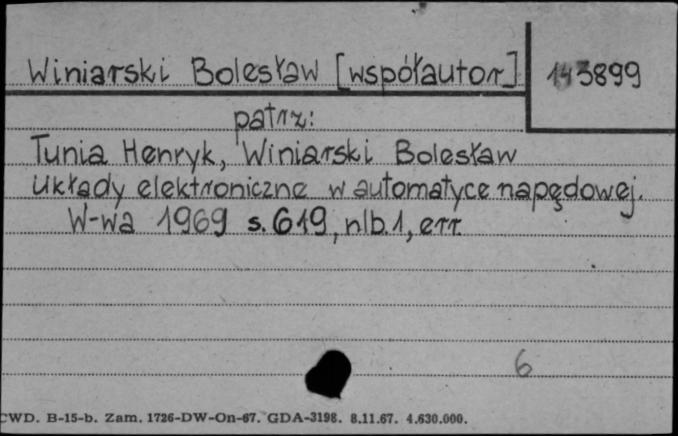 Winiarski Bolesław [współautor] 143899
patrz:
Tunia Henryk, Winiarski Bolesław
Układy elektroniczne w automatyce napędowej.
W-wa 1969 s. 619, nlb. 1, err.
6
CWD. B-15-b. Zam. 1726-DW-On-67. GDA-3198. 8.11.67. 4.630.000.